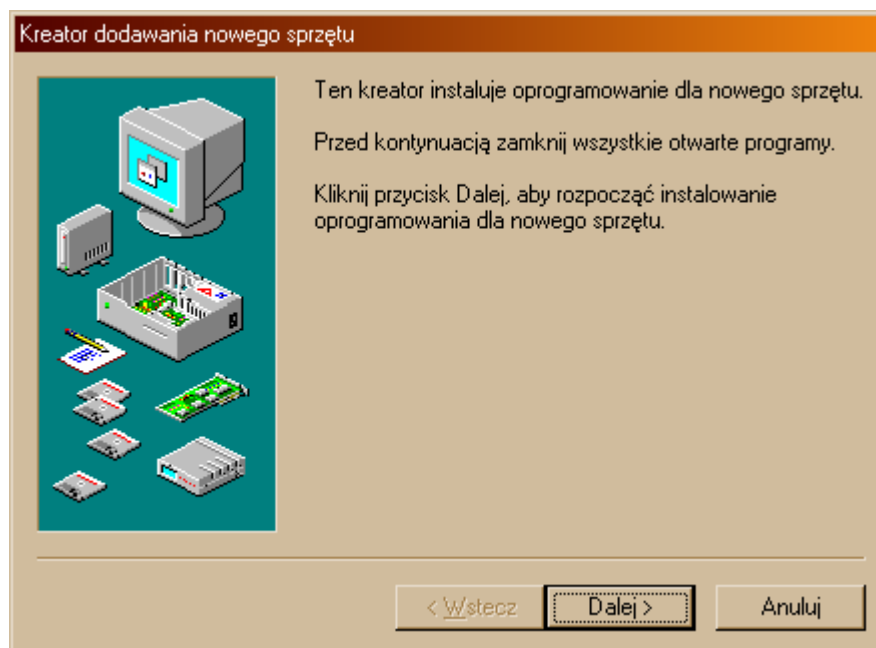 Kreator dodawania nowego sprzętu
Ten kreator instaluje oprogramowanie dla nowego sprzętu.
Przed kontynuacją zamknij wszystkie otwarte programy.
Kliknij przycisk Dalej, aby rozpocząć instalowanie
oprogramowania dla nowego sprzętu.
< Wstecz
Dalej >
Anuluj